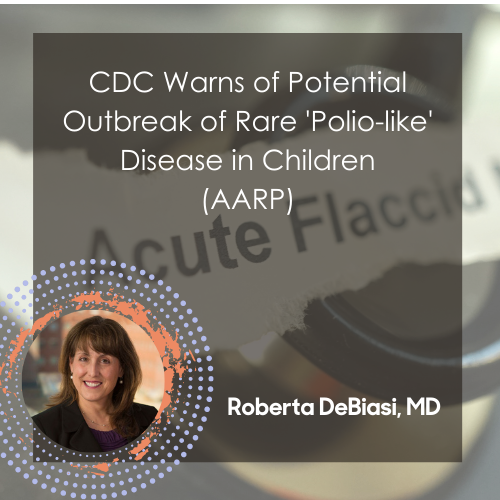 CDC Warns of Potential
Outbreak of Rare 'Polio-like'
Disease in Children
(AARP)
Acute Flaccid
Roberta DeBiasi, MD